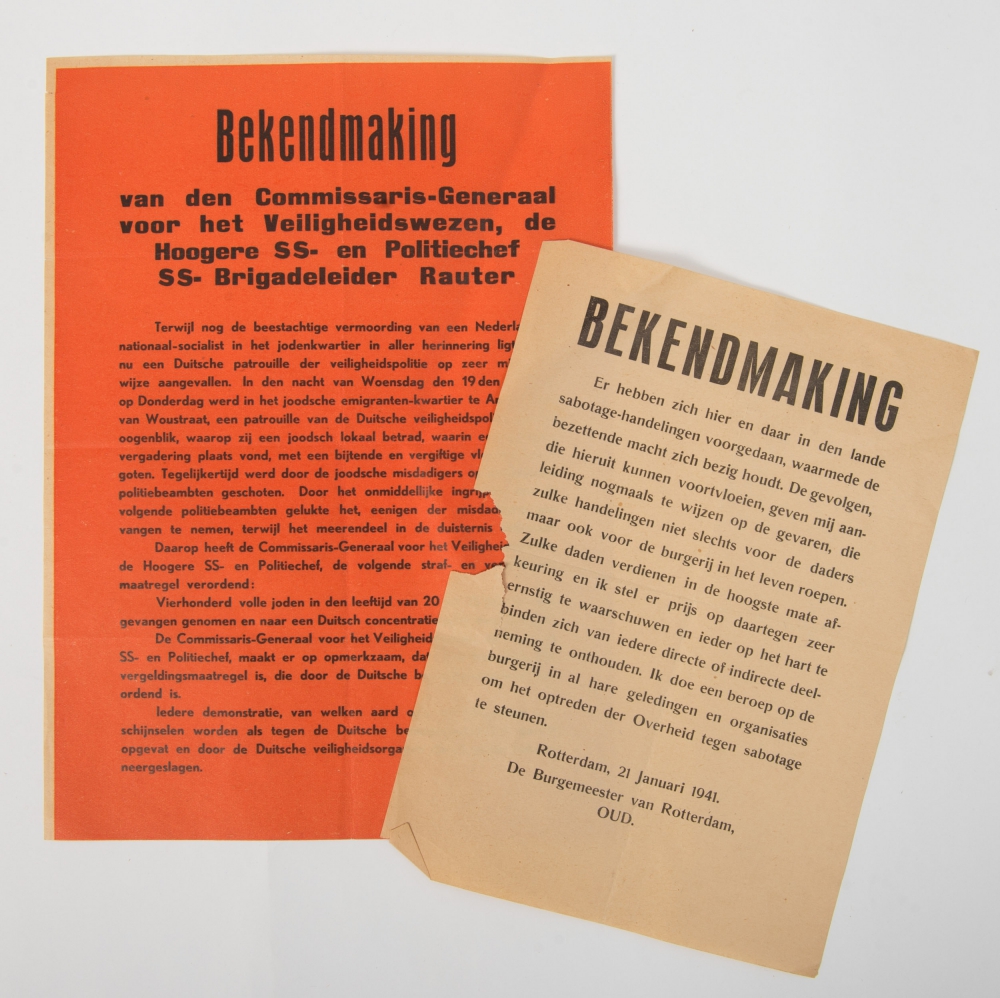 Bekendmaking
van den Commissaris-Generaal
voor het Veiligheidswezen, de
Hoogere SS- en Politiechef
SS- Brigadeleider Rauter
Terwijl nog de beestachtige vermoording van een
nationaal-socialist in het jodenkwartier in aller herinnering
nu een Duitsche patrouille der veiligheidspolitie op zeer
wijze aangevallen. In den nacht van Woensdag den 19 den
op Donderdag werd in het joodsche emigranten-kwartier te
van Woustraat, een patrouille van de Duitsche
oogenblik, waarop zij een joodsch lokaal betrad, waarin
vergadering plaats vond, met een bijtende en vergiftige
goten. Tegelijkertijd werd door de joodsche misdadigers
politiebeambten geschoten. Door het onmiddellijke
volgende politiebeambten gelukte het, eenigen der
vangen te nemen, terwijl het meerendeel in de duisternis
Daarop heeft de Commissaris-Generaal voor het
de Hoogere SS- en Politiechef, de volgende straf- en
maatregel verordend:
Vierhonderd volle joden in den leeftijd van 20
gevangen genomen en naar een Duitsch
De Commissaris-Generaal voor het
SS- en Politiechef, maakt er op opmerkzaam,
vergeldingsmaatregel is, die door de Duitsche
ordend is.
Iedere demonstratie, van welken aard
schijnselen worden als tegen de Duitsche
opgevat en door de Duitsche
neergeslagen.
BEKENDMAKING
Er hebben zich hier en daar in den lande
sabotage-handelingen voorgedaan, waarmede de
bezettende macht zich bezig houdt. De gevolgen,
die hieruit kunnen voortvloeien, geven mij aan-
leiding nogmaals te wijzen op de gevaren, die
zulke handelingen niet slechts voor de daders
maar ook voor de burgerij in het leven roepen.
Zulke daden verdienen in de hoogste mate af-
keuring en ik stel er prijs op daartegen zeer
ernstig te waarschuwen en ieder op het hart te
binden zich van iedere directe of indirecte deel-
neming te onthouden. Ik doe een beroep op de
burgerij in al hare geledingen en organisaties
om het optreden der Overheid tegen sabotage
te steunen.
Rotterdam, 21 Januari 1941.
De Burgemeester van Rotterdam,
OUD.